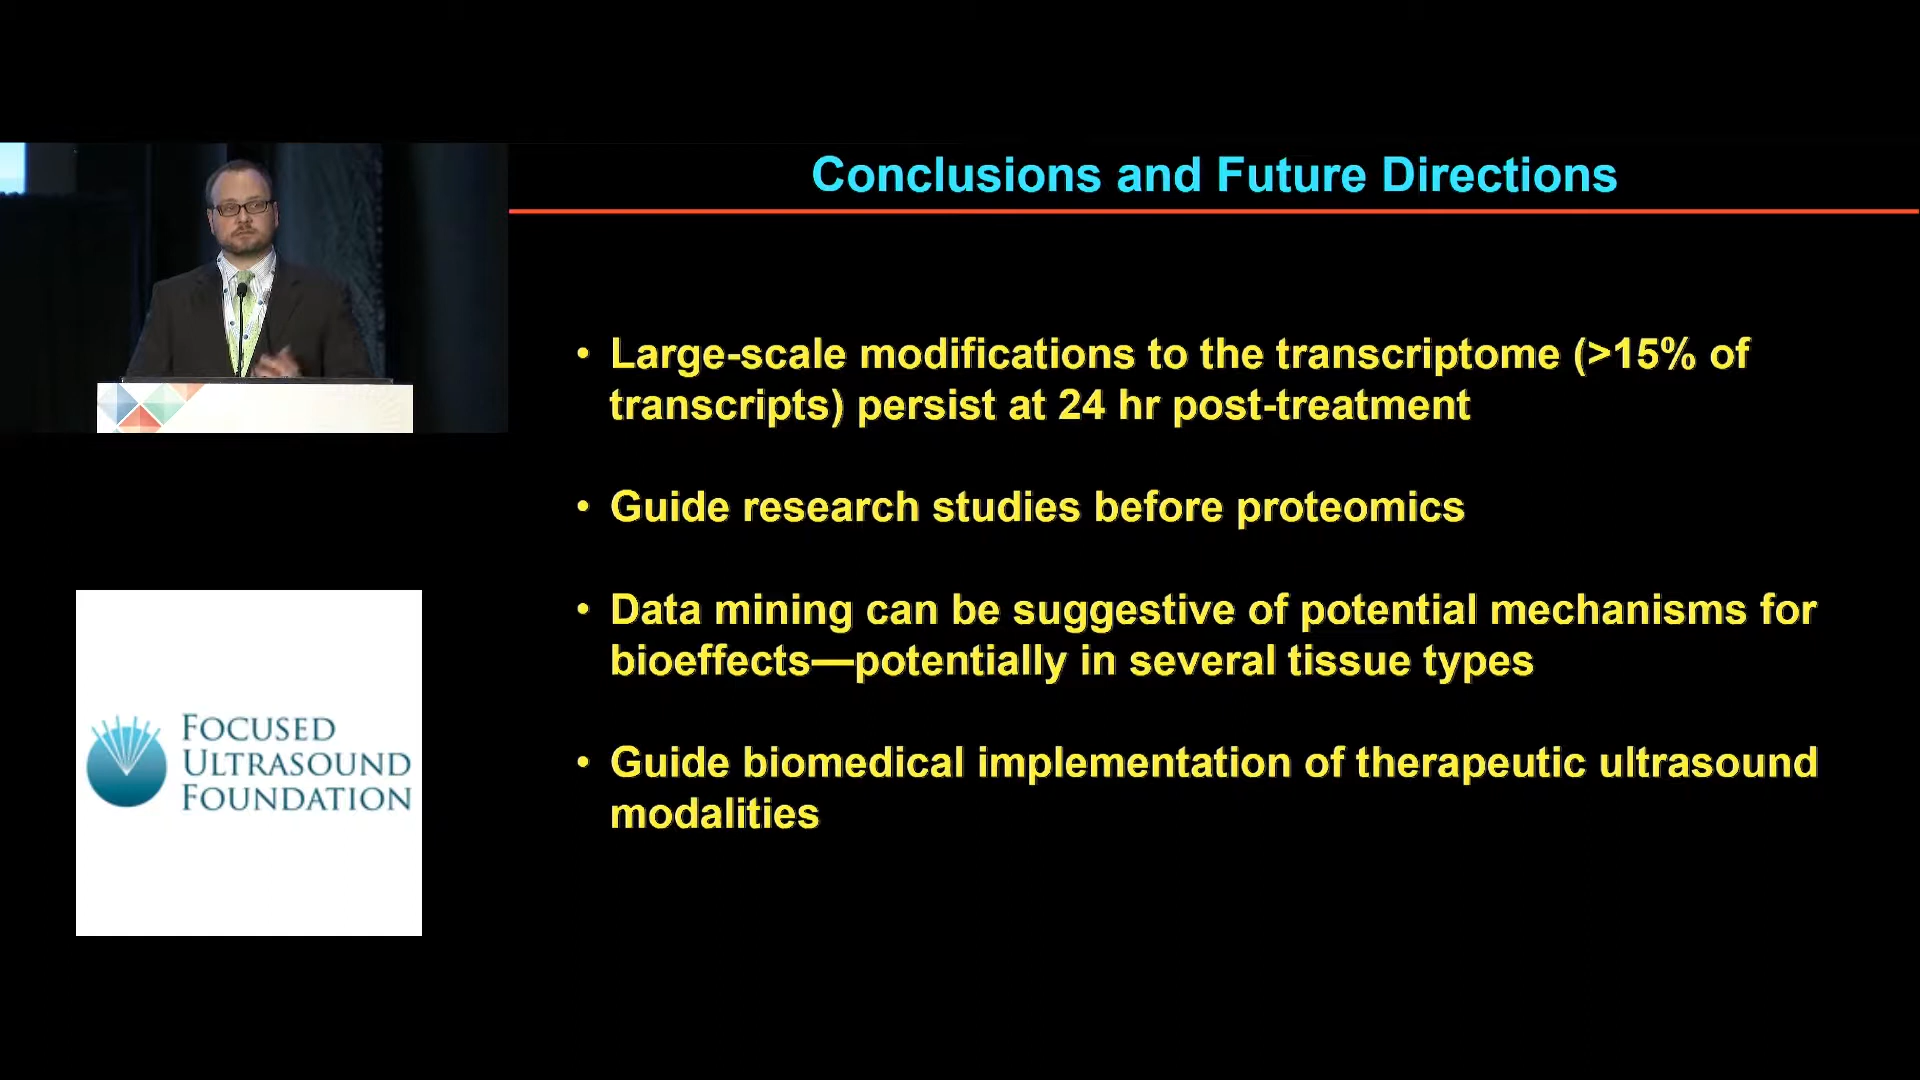 Conclusions and Future Directions
• Large-scale modifications to the transcriptome (>15% of
transcripts) persist at 24 hr post-treatment
• Guide research studies before proteomics
• Data mining can be suggestive of potential mechanisms for
bioeffects—potentially in several tissue types
• Guide biomedical implementation of therapeutic ultrasound
modalities
FOCUSED
ULTRASOUND
FOUNDATION